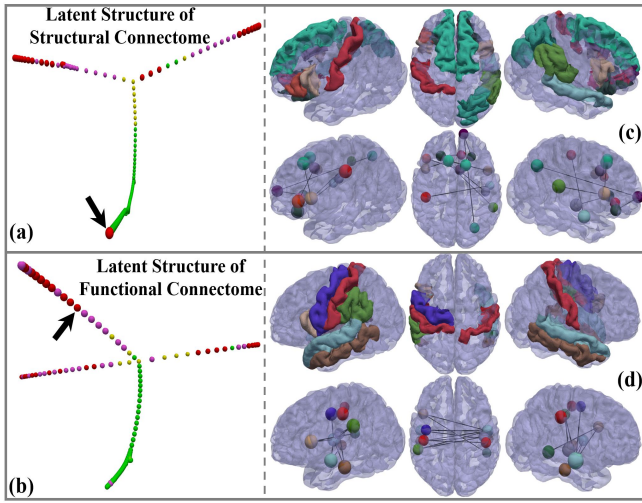 Latent Structure of
Structural Connectome
(a)
(c)
Latent Structure of
Functional Connectome
(b)
(d)